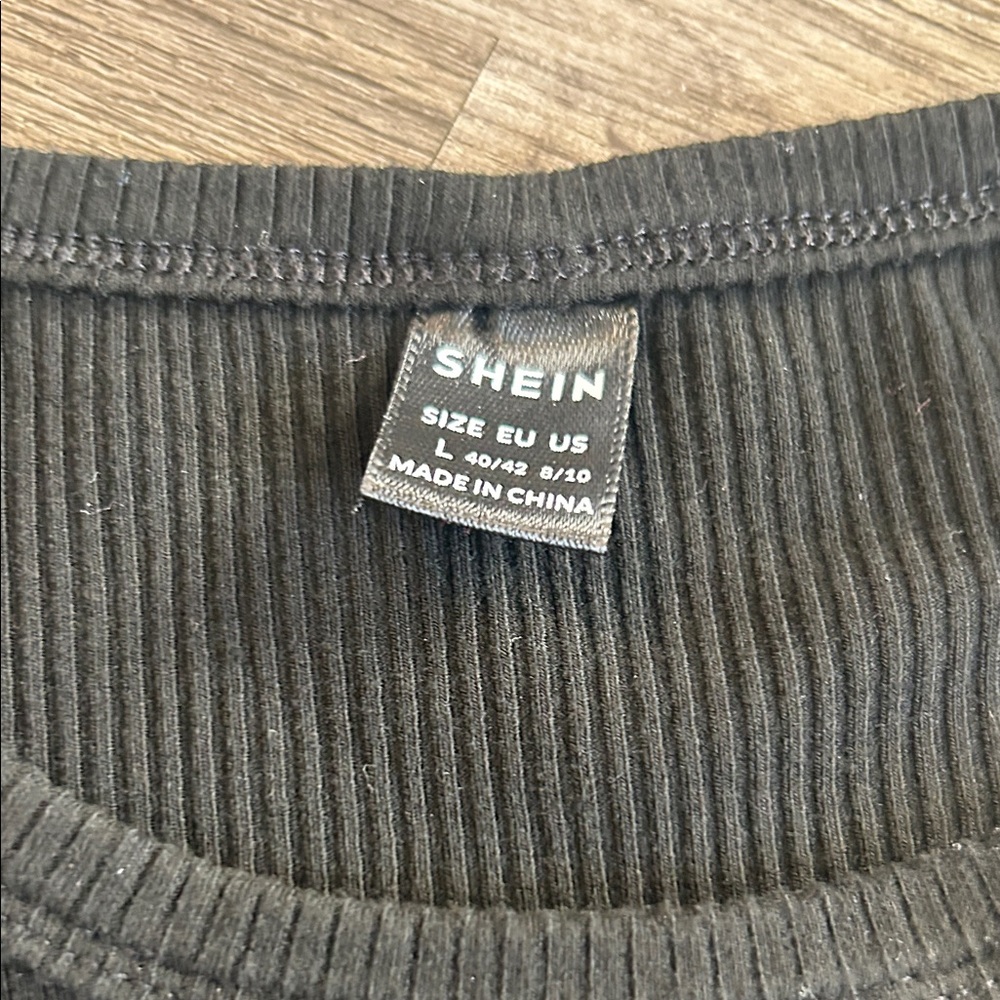 SHEIN
SIZE EU US
L 40/42 8/10
MADE IN CHINA